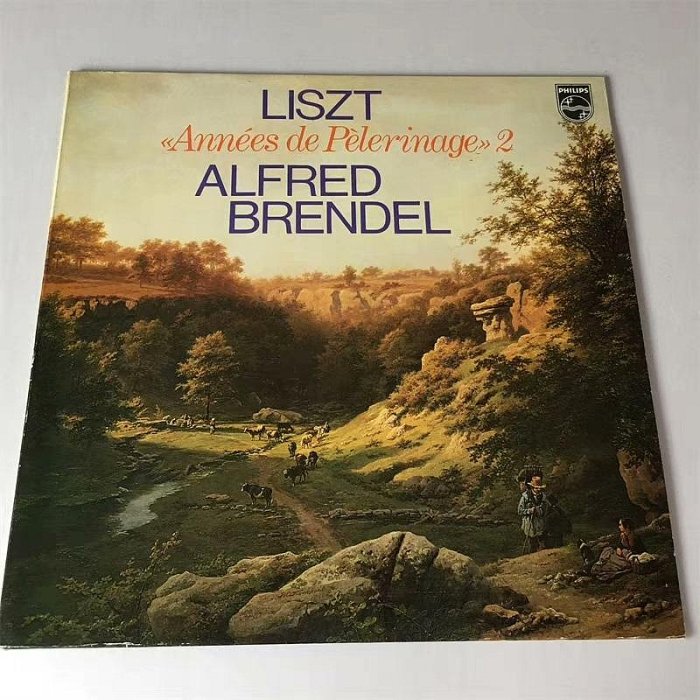 PHILIPS
LISZT
«Années de Pèlerinage» 2
ALFRED
BRENDEL